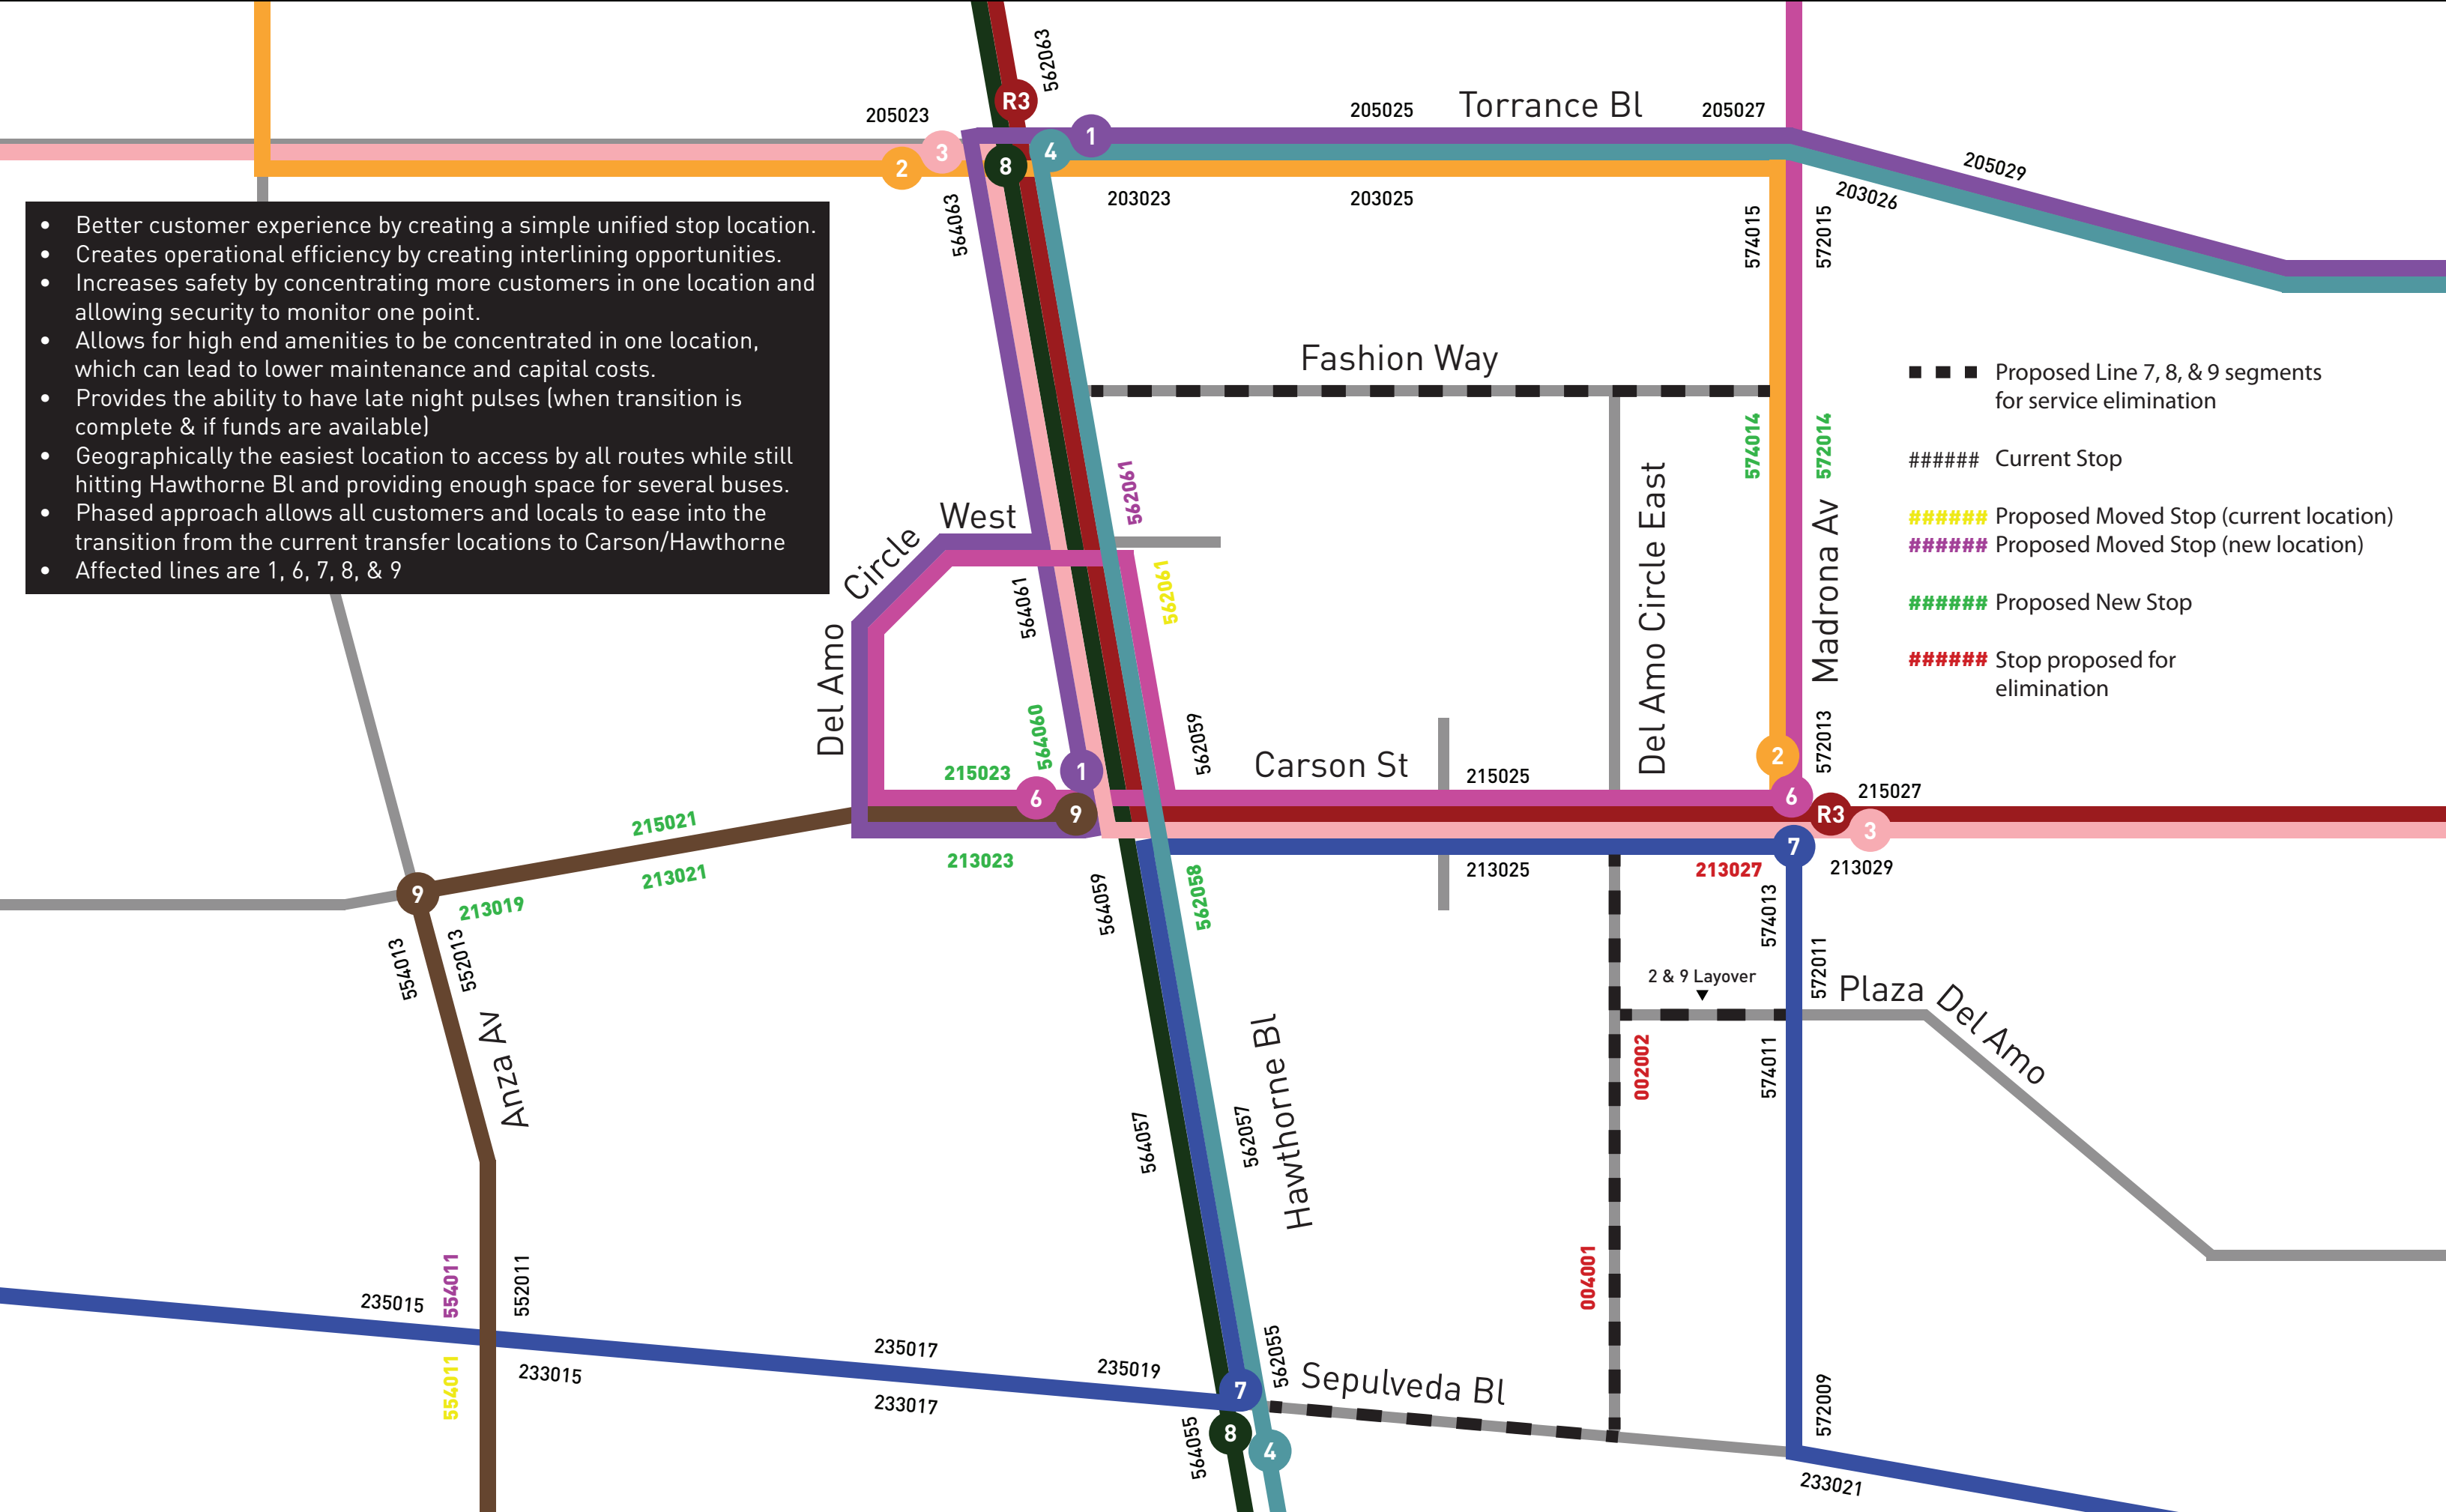 562063
R3
205023
3
2
8
4
1
205025
Torrance Bl
205027
205029
203026
564063
203023
203025
574015
572015
• Better customer experience by creating a simple unified stop location.
• Creates operational efficiency by creating interlining opportunities.
• Increases safety by concentrating more customers in one location and
allowing security to monitor one point.
• Allows for high end amenities to be concentrated in one location,
which can lead to lower maintenance and capital costs.
• Provides the ability to have late night pulses (when transition is
complete & if funds are available)
• Geographically the easiest location to access by all routes while still
hitting Hawthorne Bl and providing enough space for several buses.
• Phased approach allows all customers and locals to ease into the
transition from the current transfer locations to Carson/Hawthorne
• Affected lines are 1, 6, 7, 8, & 9
Fashion Way
Proposed Line 7, 8, & 9 segments
for service elimination
###### Current Stop
###### Proposed Moved Stop (current location)
###### Proposed Moved Stop (new location)
###### Proposed New Stop
###### Stop proposed for
elimination
574014
572014
562061
562061
Del Amo Circle West
564061
Del Amo Circle East
Madrona Av
564060
562059
572013
215023
1
6
9
Carson St
215025
2
6
R3
215027
3
7
215021
213021
213023
213025
213027
213029
9
213019
564059
562058
574013
572011
554013
552013
Anza Av
2 & 9 Layover
Plaza Del Amo
002002
574011
564057
562057
Hawthorne Bl
004001
554011
552011
235015
554011
233015
235017
233017
235019
562055
7
8
4
564055
Sepulveda Bl
572009
233021